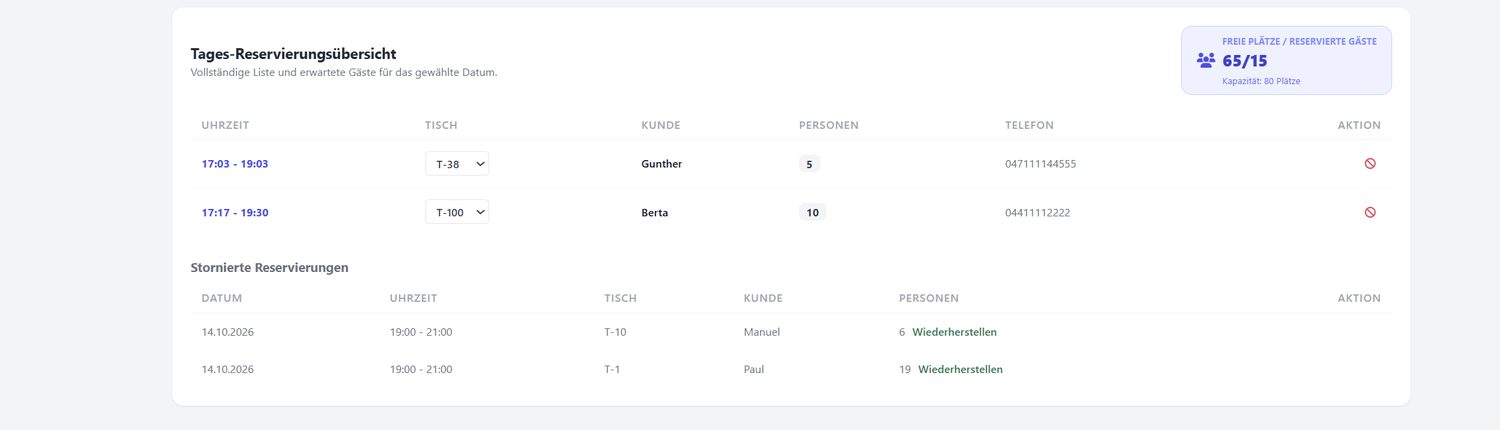 Tages-Reservierungsübersicht
Vollständige Liste und erwartete Gäste für das gewählte Datum.
FREIE PLÄTZE / RESERVIERTE GÄSTE
65/15
Kapazität: 80 Plätze
UHRZEIT TISCH KUNDE PERSONEN TELEFON AKTION
17:03 - 19:03 T-38 Gunther 5 047111144555
17:17 - 19:30 T-100 Berta 10 04411112222
Stornierte Reservierungen
DATUM UHRZEIT TISCH KUNDE PERSONEN AKTION
14.10.2026 19:00 - 21:00 T-10 Manuel 6 Wiederherstellen
14.10.2026 19:00 - 21:00 T-1 Paul 19 Wiederherstellen